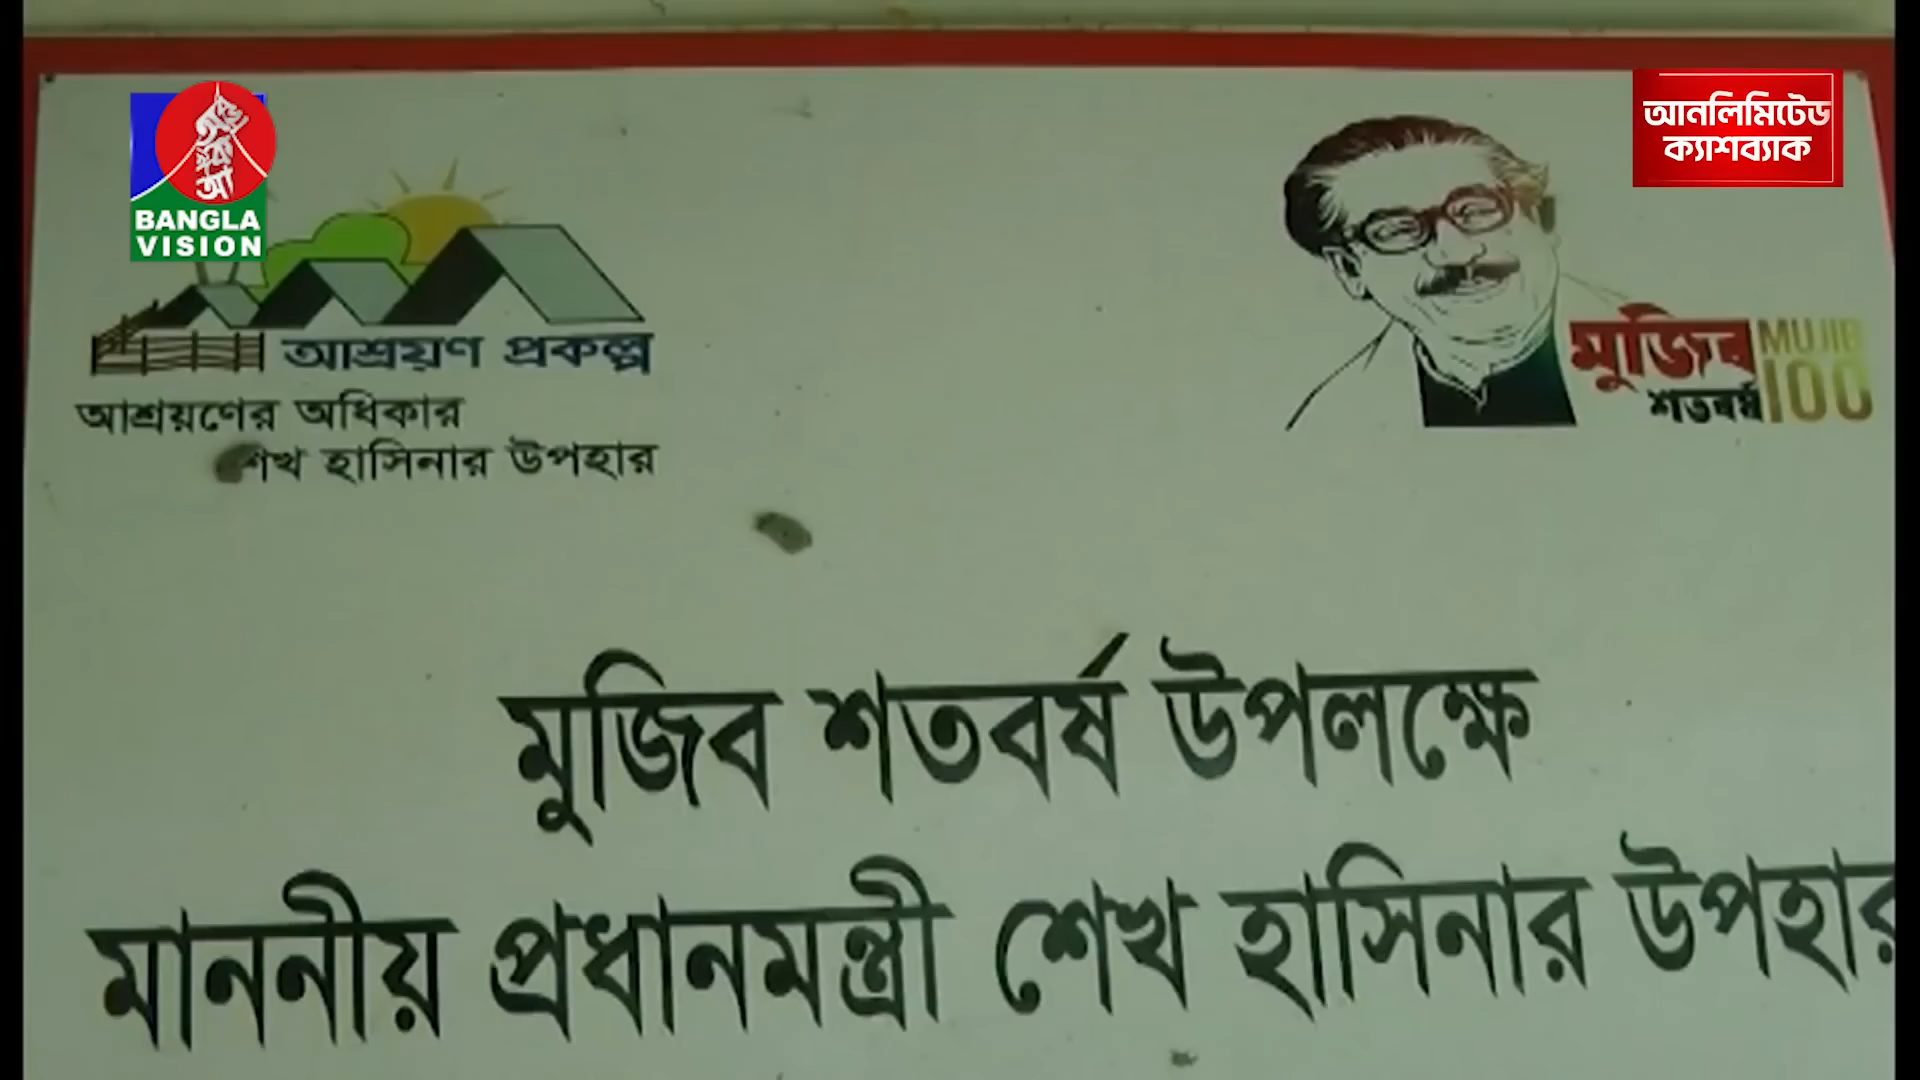 BANGLA
VISION
আনলিমিটেড
ক্যাশব্যাক
আশ্রয়ণ প্রকল্প
আশ্রয়ণের অধিকার
শেখ হাসিনার উপহার
মুজিব
শতবর্ষ
MUJIB
100
মুজিব শতবর্ষ উপলক্ষে
মাননীয় প্রধানমন্ত্রী শেখ হাসিনার উপহার